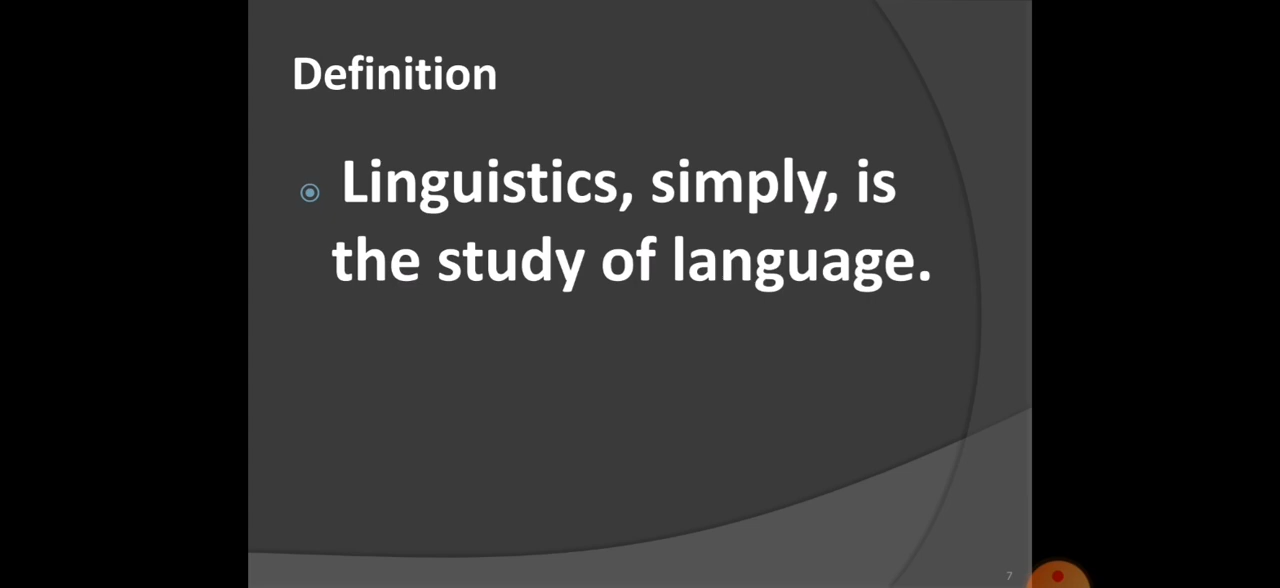 Definition
Linguistics, simply, is
the study of language.
7